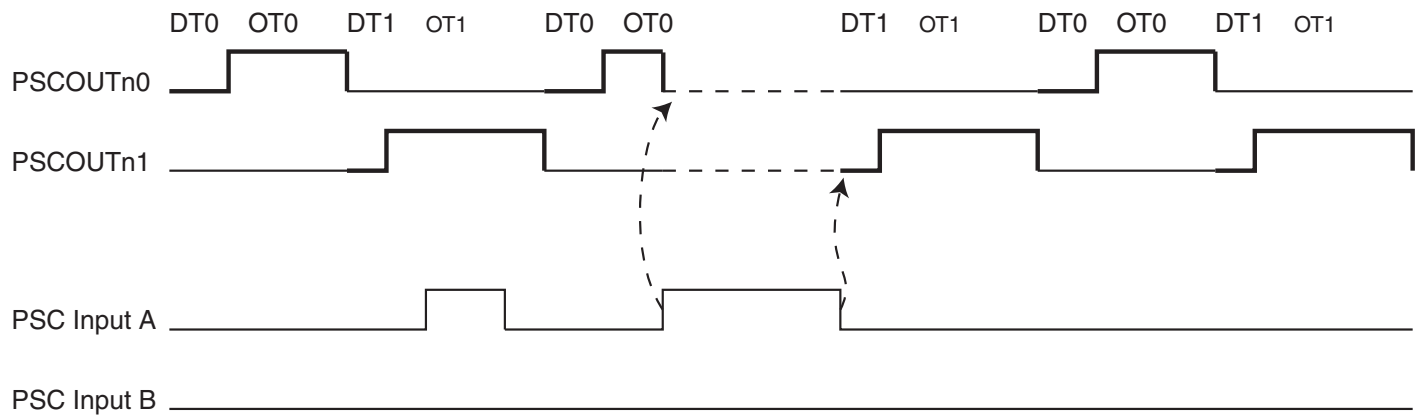 DT0 OT0 DT1 OT1 DT0 OT0 DT1 OT1 DT0 OT0 DT1 OT1
PSCOUTn0
PSCOUTn1
PSC Input A
PSC Input B